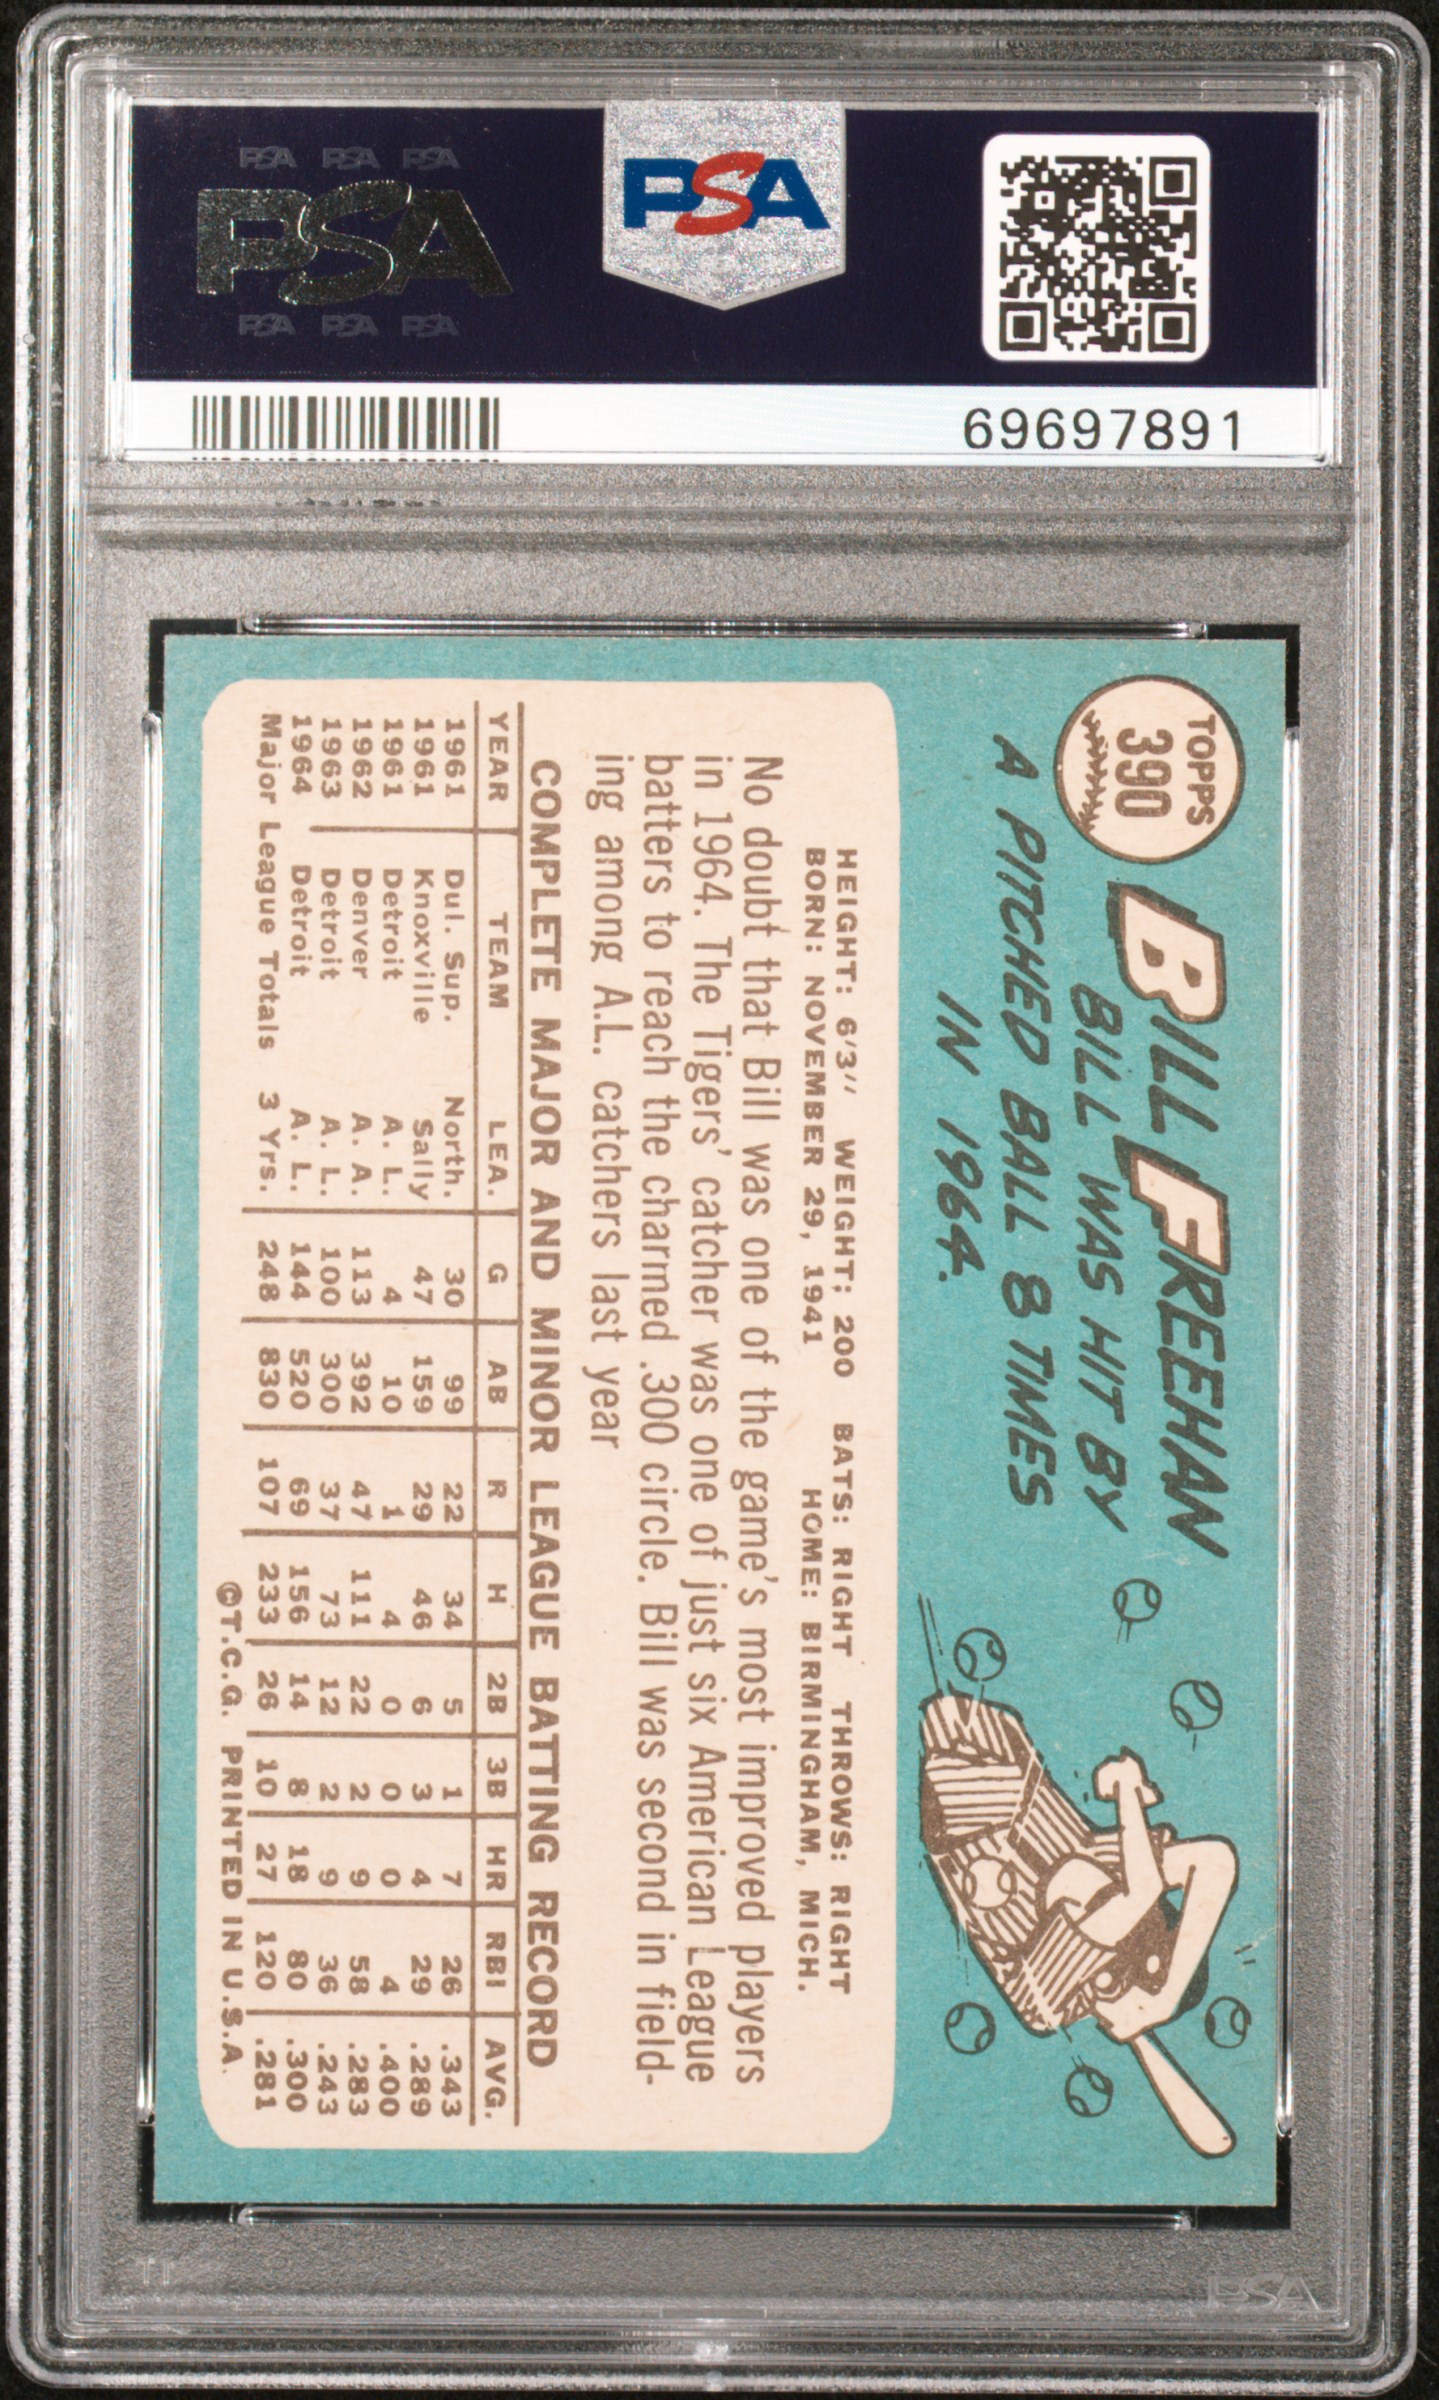 PSA PSA PSA
PSA
PSA PSA PSA
PSA
69697891
TOPPS
390
BILL FREEHAN
BILL WAS HIT BY
A PITCHED BALL 8 TIMES
IN 1964.
HEIGHT: 6'3" WEIGHT; 200 BATS: RIGHT THROWS: RIGHT
BORN: NOVEMBER 29, 1941 HOME: BIRMINGHAM, MICH.
No doubt that Bill was one of the game's most improved players
in 1964. The Tigers' catcher was one of just six American League
batters to reach the charmed .300 circle. Bill was second in field-
ing among A.L. catchers last year
COMPLETE MAJOR AND MINOR LEAGUE BATTING RECORD
YEAR TEAM LEA. G AB R H 2B 3B HR RBI AVG.
1961 Dul. Sup. North. 30 99 22 34 5 1 7 26 .343
1961 Knoxville Sally 47 159 29 46 6 3 4 29 .289
1961 Detroit A. L. 4 10 1 4 0 0 0 4 .400
1962 Denver A. A. 113 392 47 111 22 2 9 58 .283
1963 Detroit A. L. 100 300 37 73 12 2 9 36 .243
1964 Detroit A. L. 144 520 69 156 14 8 18 80 .300
Major League Totals 3 Yrs. 248 830 107 233 26 10 27 120 .281
©T.C.G. PRINTED IN U.S.A.
PSA